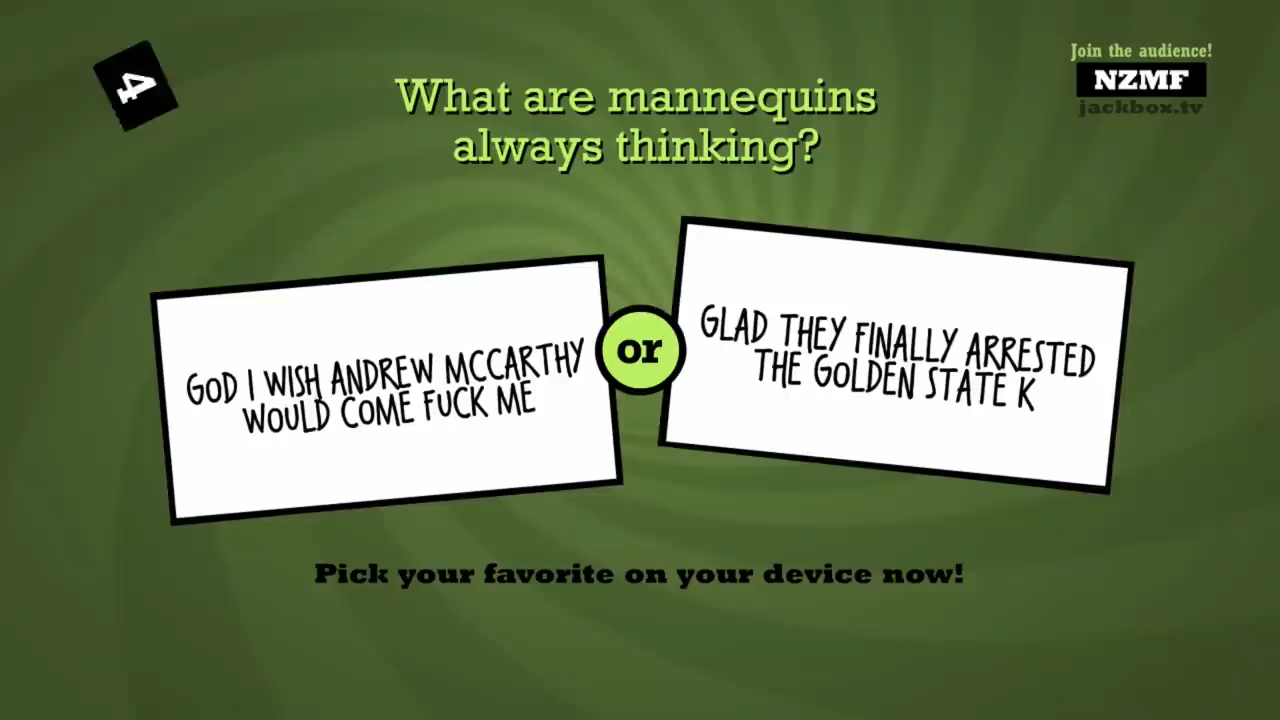 4
Join the audience!
NZMF
jackbox.tv
What are mannequins
always thinking?
GOD I WISH ANDREW MCCARTHY
WOULD COME FUCK ME
or
GLAD THEY FINALLY ARRESTED
THE GOLDEN STATE K
Pick your favorite on your device now!